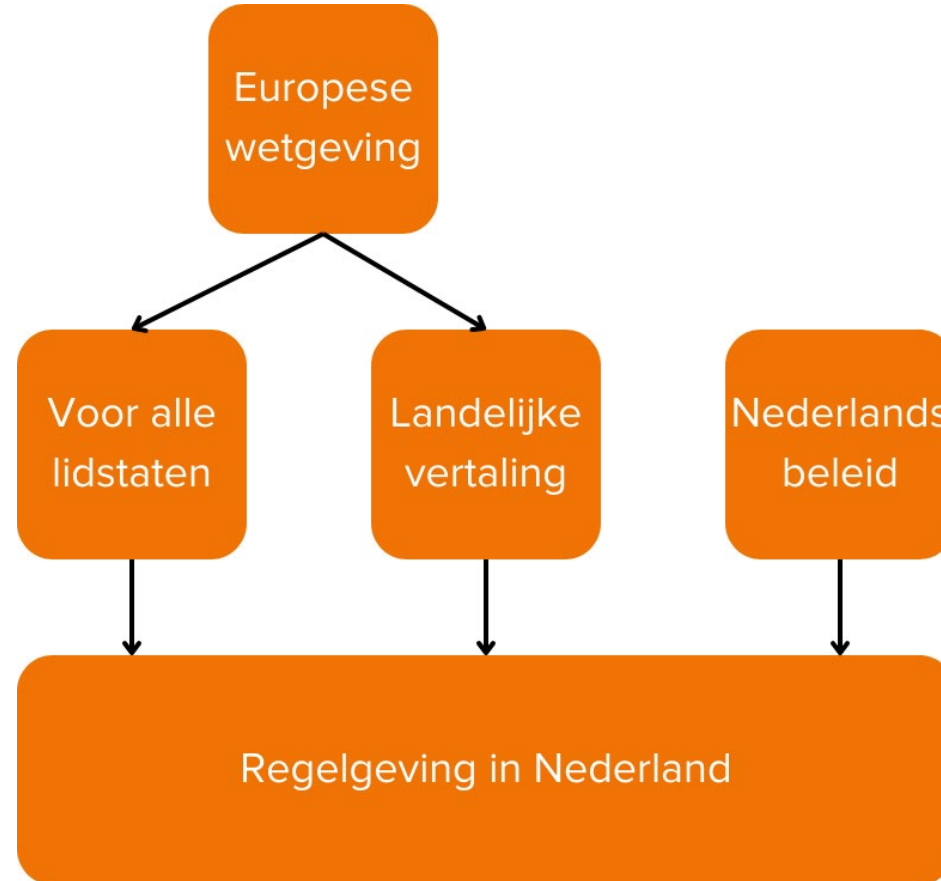 Europese
wetgeving
Voor alle
lidstaten
Landelijke
vertaling
Nederlands
beleid
Regelgeving in Nederland